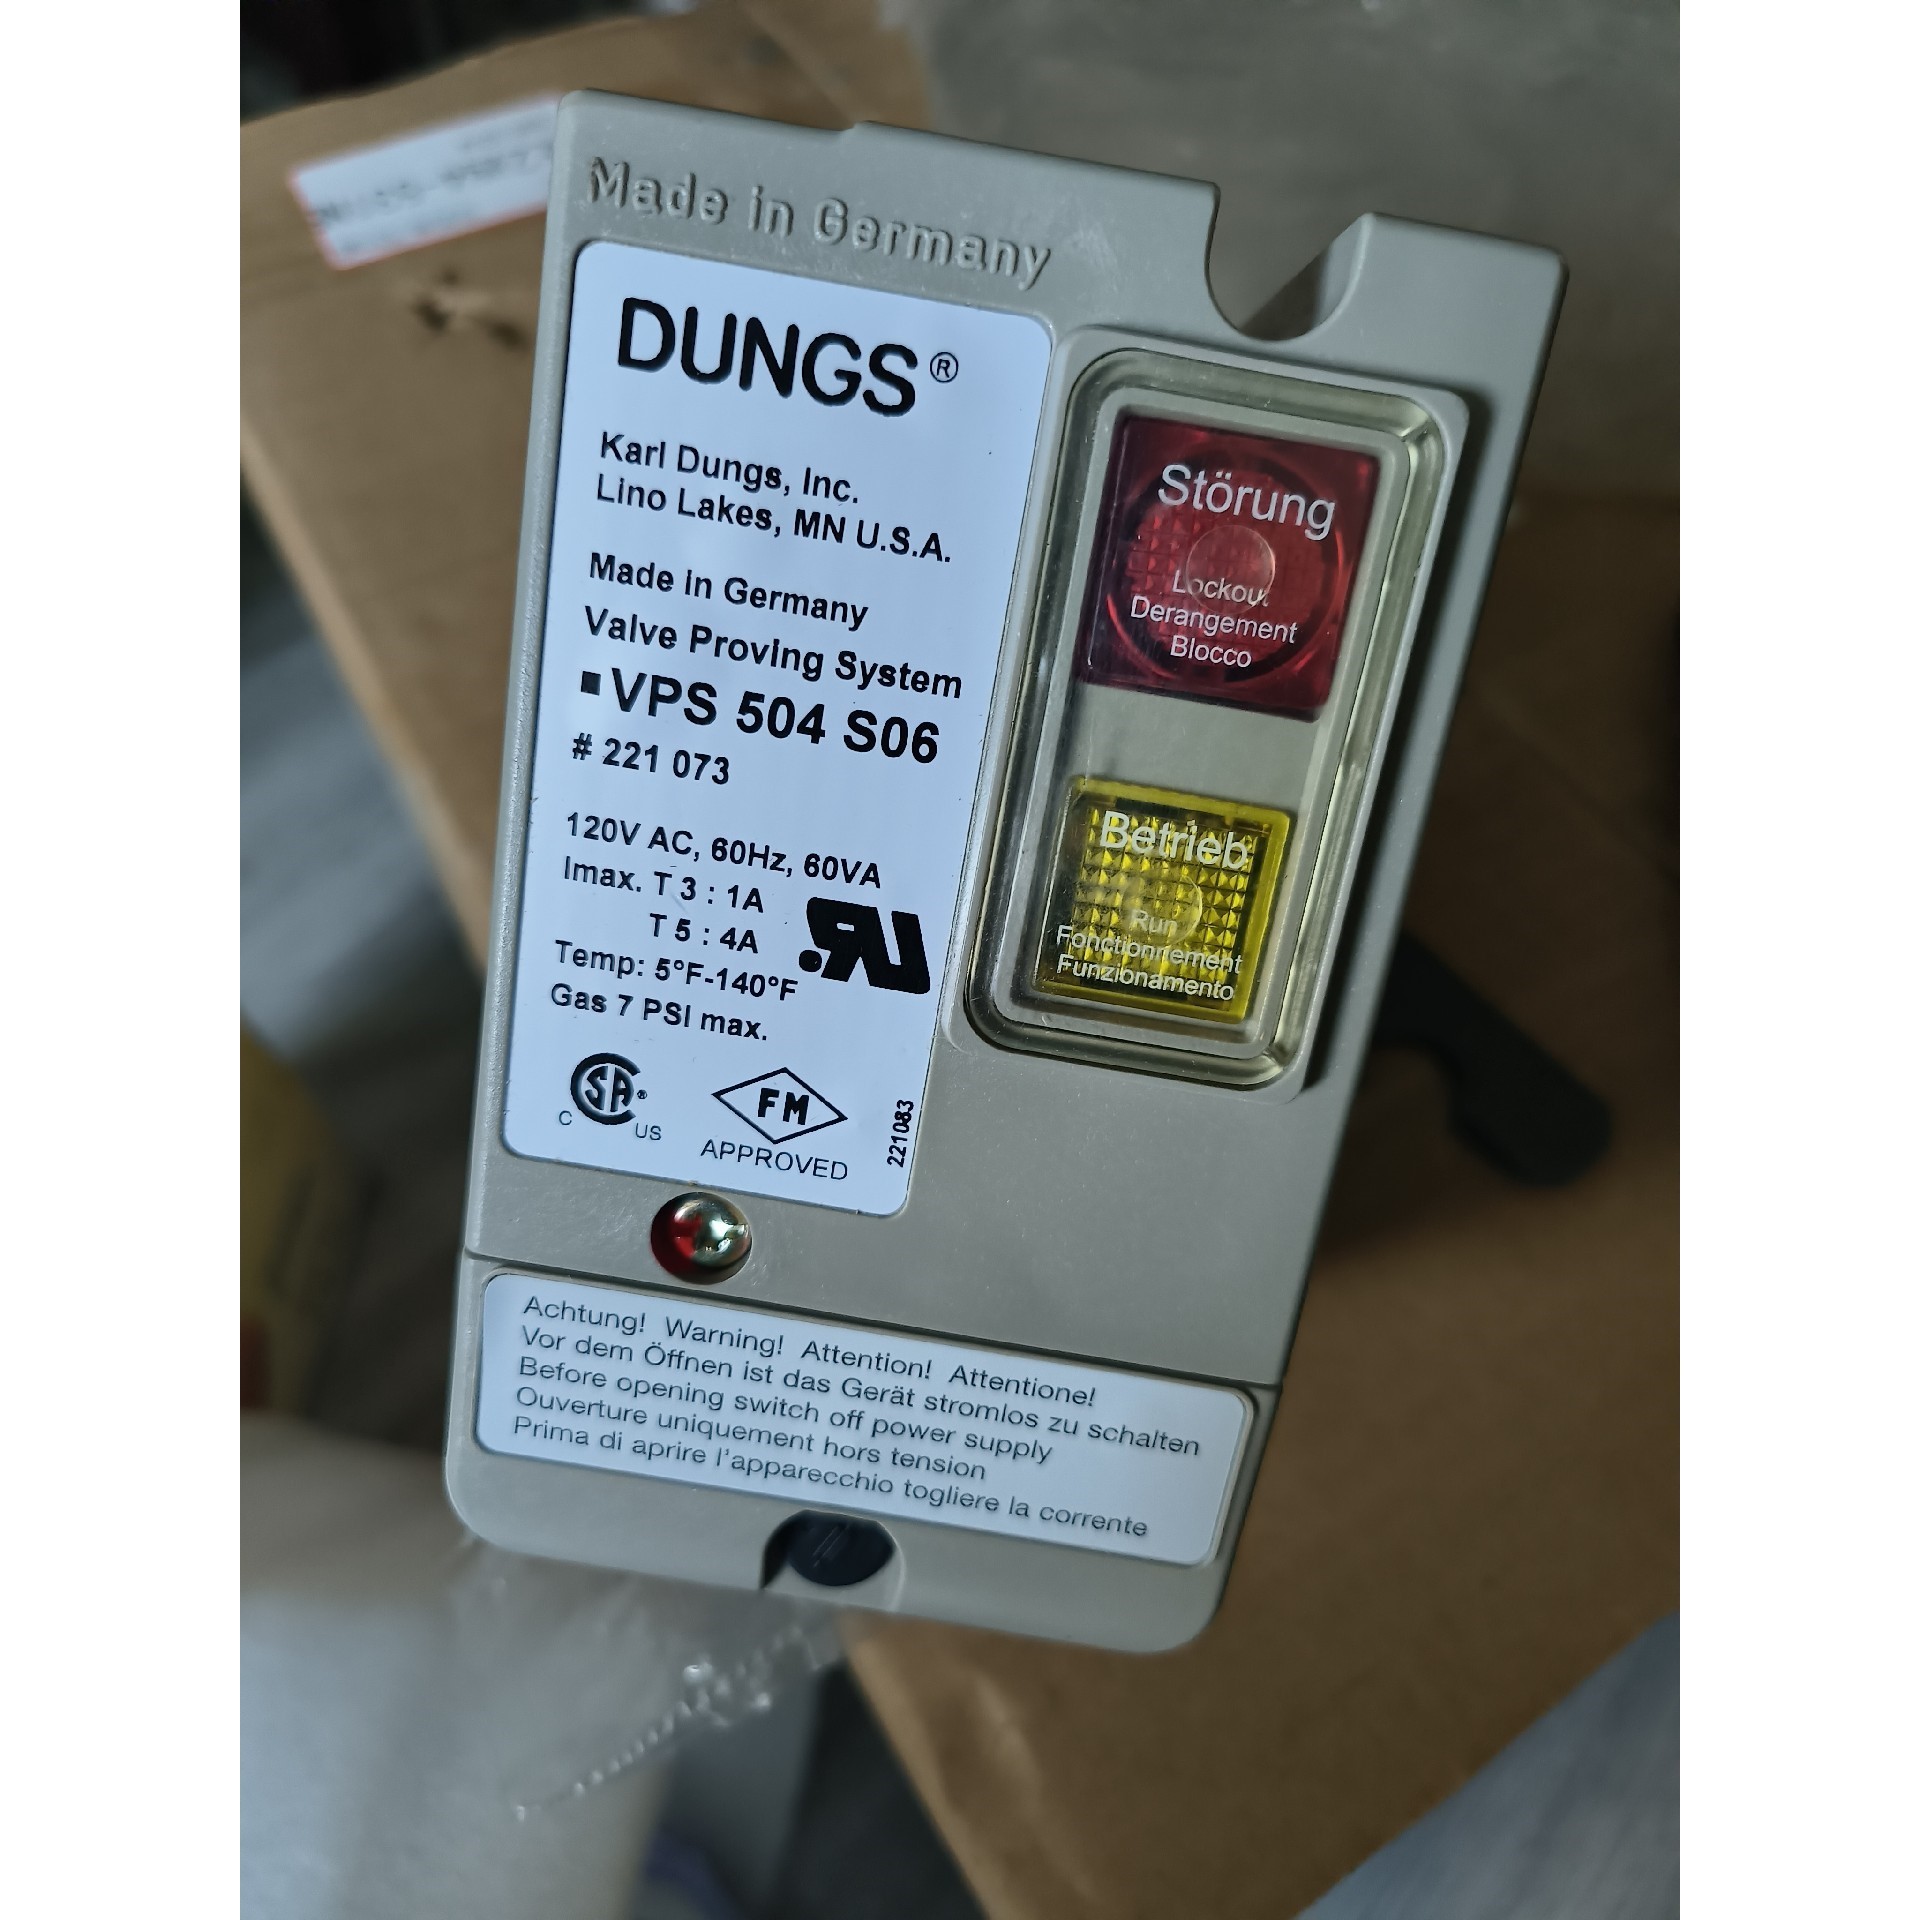 Made in Germany
DUNGS®
Karl Dungs, Inc.
Lino Lakes, MN U.S.A.
Made in Germany
Valve Proving System
▪VPS 504 S06
# 221 073
120V AC, 60Hz, 60VA
Imax. T 3 : 1A
T 5 : 4A
Temp: 5°F-140°F
Gas 7 PSI max.
RU
CSA®
C US
FM
APPROVED
221083
Störung
Lockout
Derangement
Blocco
Betrieb
Run
Fonctionnement
Funzionamento
Achtung! Warning! Attention! Attentione!
Vor dem Öffnen ist das Gerät stromlos zu schalten
Before opening switch off power supply
Ouverture uniquement hors tension
Prima di aprire l'apparecchio togliere la corrente